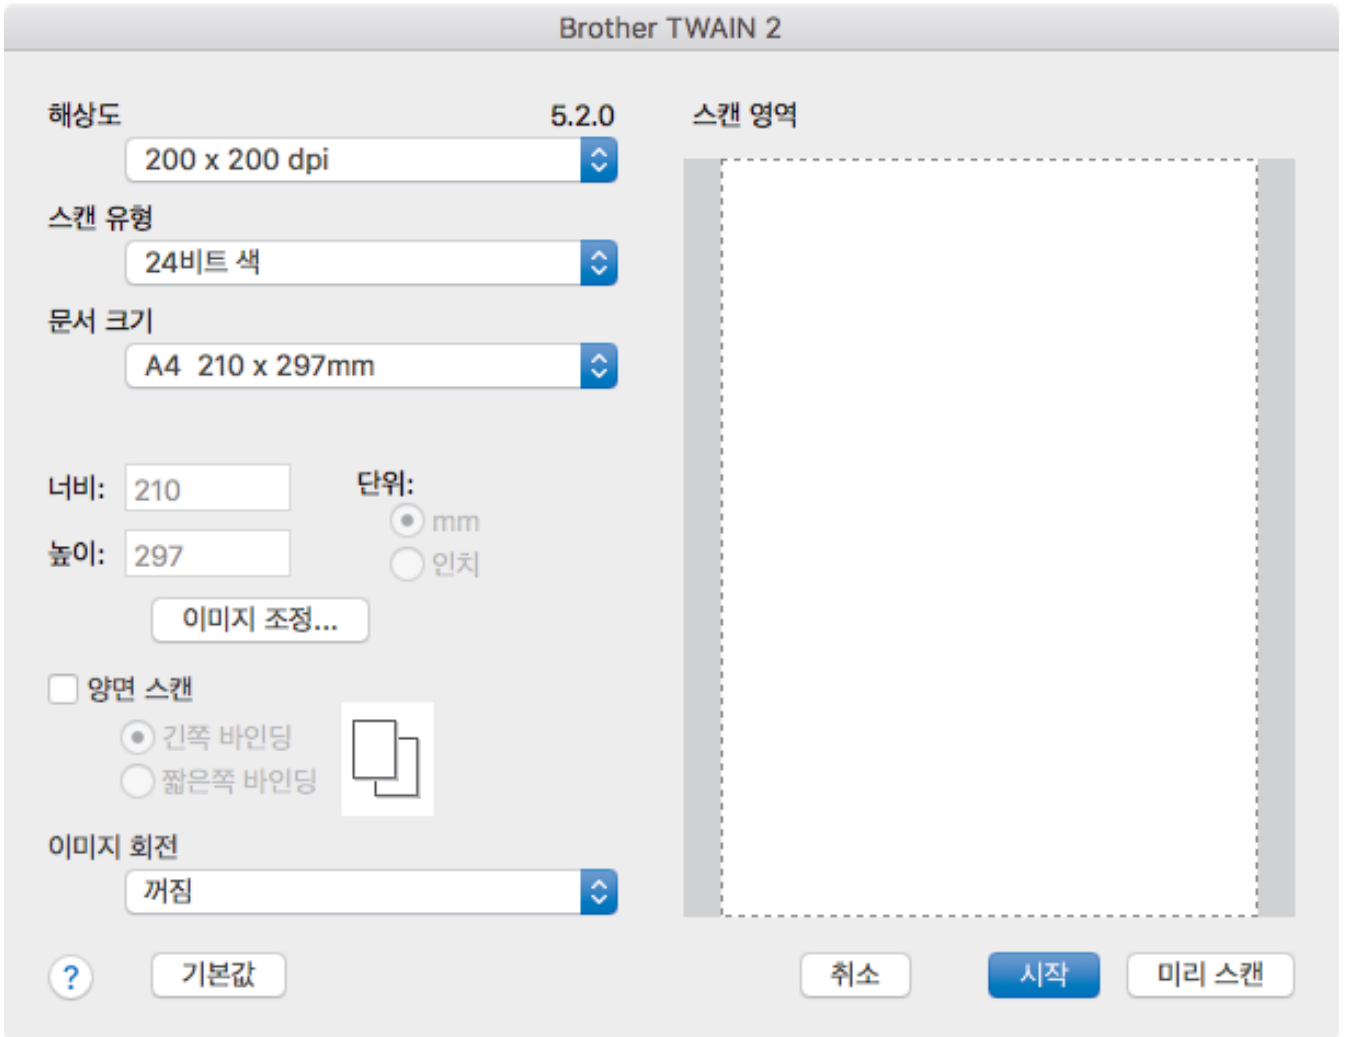 Brother TWAIN 2
해상도 5.2.0
200 x 200 dpi
스캔 유형
24비트 색
문서 크기
A4 210 x 297mm
너비: 210
높이: 297
단위:
mm
인치
이미지 조정...
양면 스캔
긴쪽 바인딩
짧은쪽 바인딩
이미지 회전
꺼짐
? 기본값
스캔 영역
취소 시작 미리 스캔